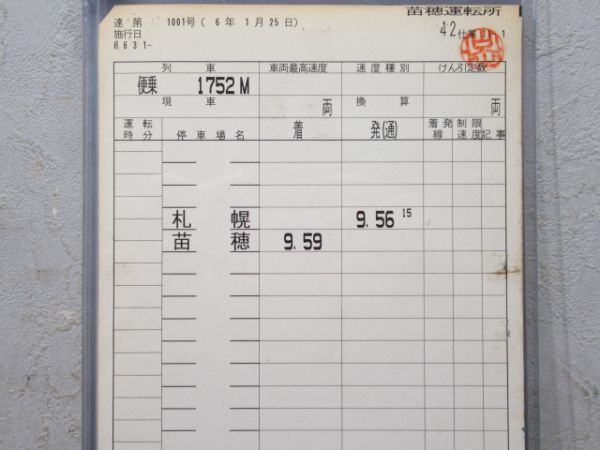 苗穂運転所
達 第 1001号( 6 年 1 月 25 日)
42 仕業 1
施行日
H 6 3 1-
列 車 車両最高速度 速度種別 けん引定数
便乗 1752M
現 車 両 換 算 両
運転時分 停車場名 着 発(通) 着発線 制限速度 記事
札 幌 9.56 15
苗 穂 9.59